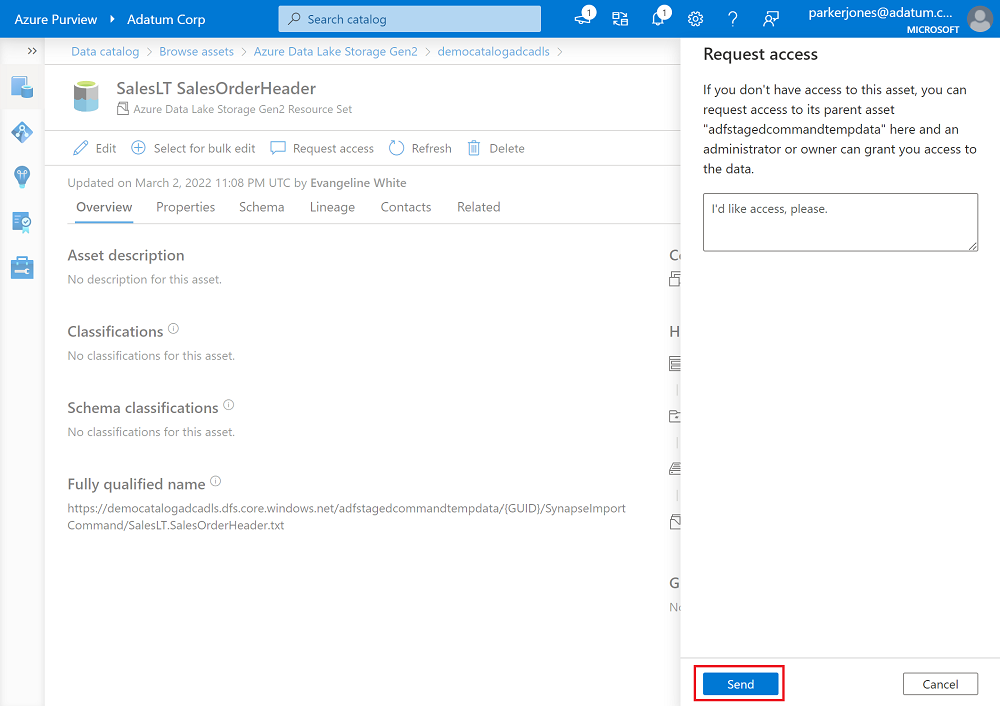 Azure Purview Adatum Corp
Search catalog
1
1
parkerjones@adatum.c...
MICROSOFT
Data catalog > Browse assets > Azure Data Lake Storage Gen2 > democatalogadcadls >
SalesLT SalesOrderHeader
Azure Data Lake Storage Gen2 Resource Set
Edit Select for bulk edit Request access Refresh Delete
Updated on March 2, 2022 11:08 PM UTC by Evangeline White
Overview Properties Schema Lineage Contacts Related
Asset description
No description for this asset.
Classifications
No classifications for this asset.
Schema classifications
No classifications for this asset.
Fully qualified name
https://democatalogadcadls.dfs.core.windows.net/adfstagedcommandtempdata/{GUID}/SynapseImport
Command/SalesLT.SalesOrderHeader.txt
Request access
If you don't have access to this asset, you can
request access to its parent asset
"adfstagedcommandtempdata" here and an
administrator or owner can grant you access to
the data.
I'd like access, please.
Send Cancel